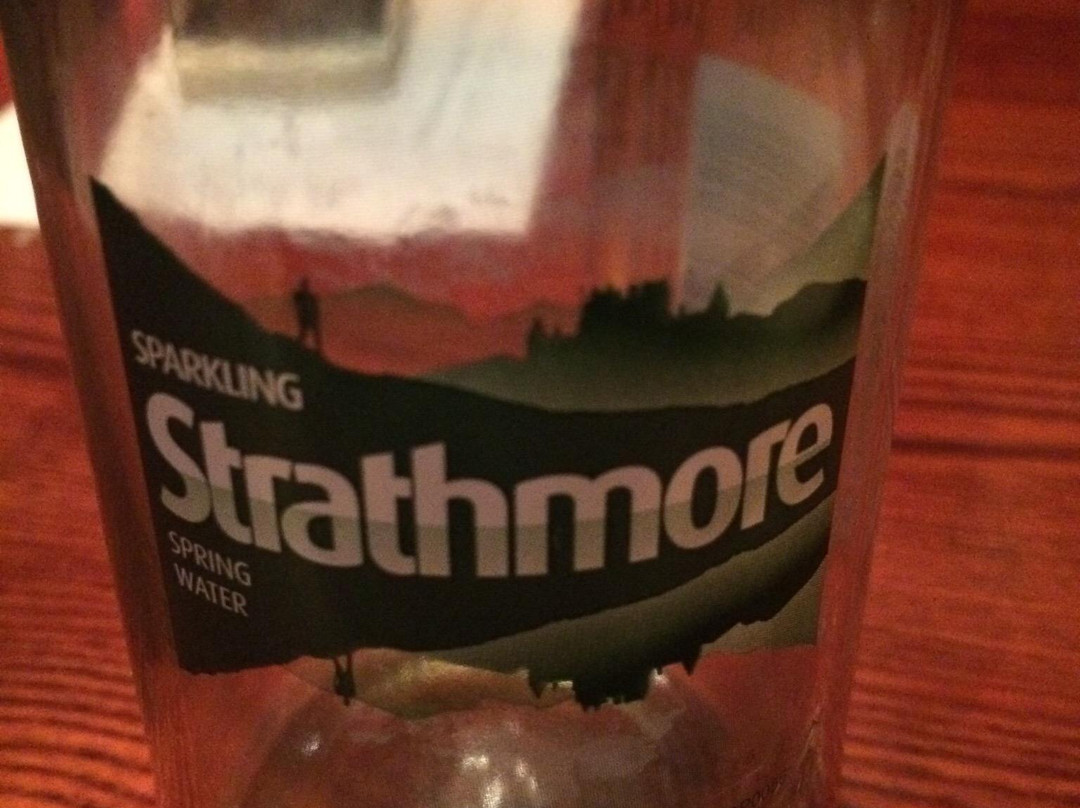 SPARKLING
Strathmore
SPRING
WATER